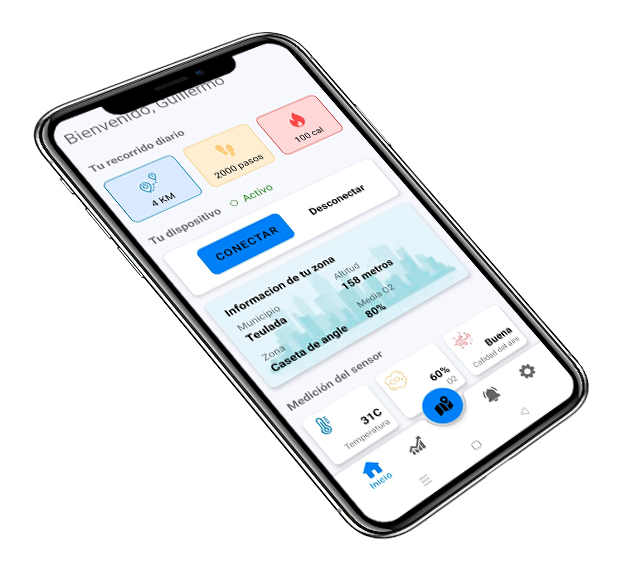 Bienvenido, Guillermo
Tu recorrido diario
4 KM
2000 pasos
100 cal
Tu dispositivo
Activo
CONECTAR
Desconectar
Informacion de tu zona
Municipio
Altitud
Teulada
158 metros
Zona
Media O2
Caseta de angle
80%
Medición del sensor
31C
Temperatura
CO₂
60%
O2
Buena
Calidad del aire
Inicio